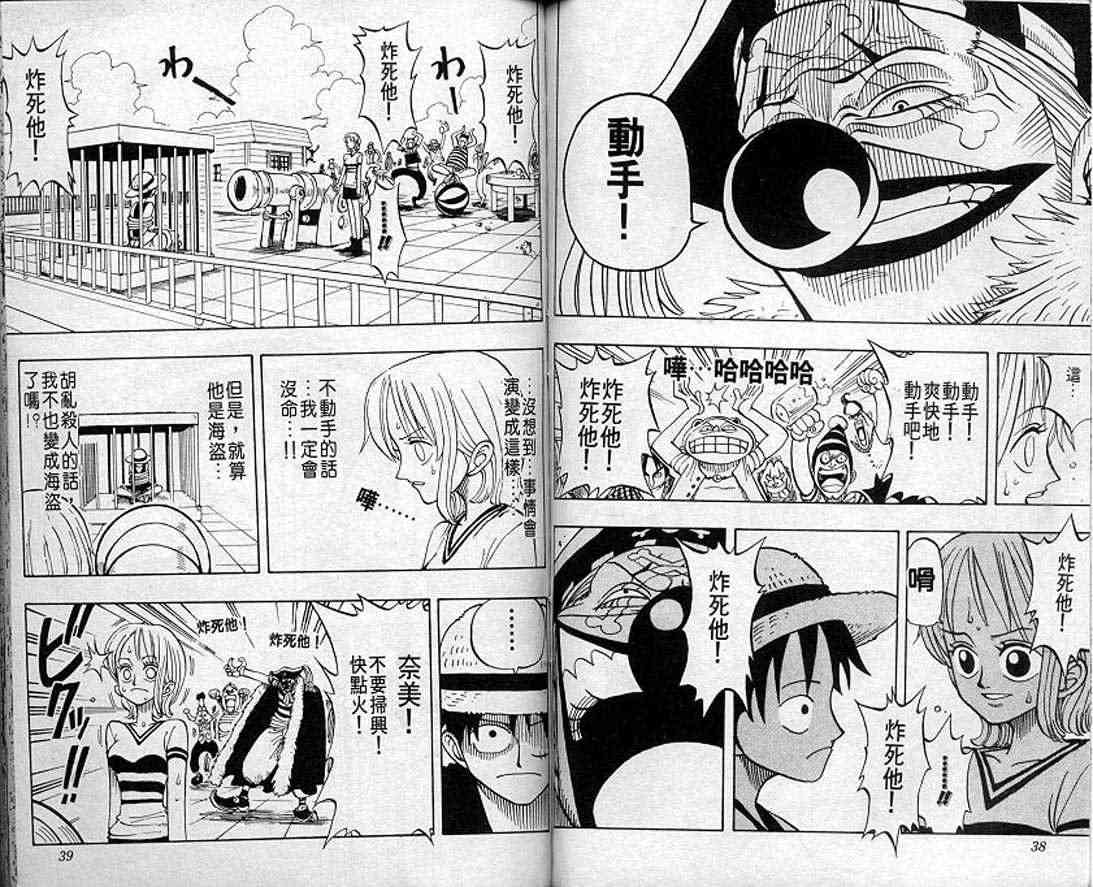 動手！
這…
動手！
動手！
爽快地
動手吧！
嘩…哈哈哈哈
炸死他！
炸死他！
炸死他！
嗗
……!!
炸死他！
炸死他！
38
炸死他！
わー
炸死他！
わー
炸死他！
……!!
…沒想到…事情會
演變成這樣…
不動手的話
…我一定會
沒命…!!
嘩……
但是，就算
他是海盜…
胡亂殺人的話，
我不也變成海盜
了嗎!?
……
奈美！
不要掃興！
快點火！
炸死他！
炸死他！
ビクッ!!
39